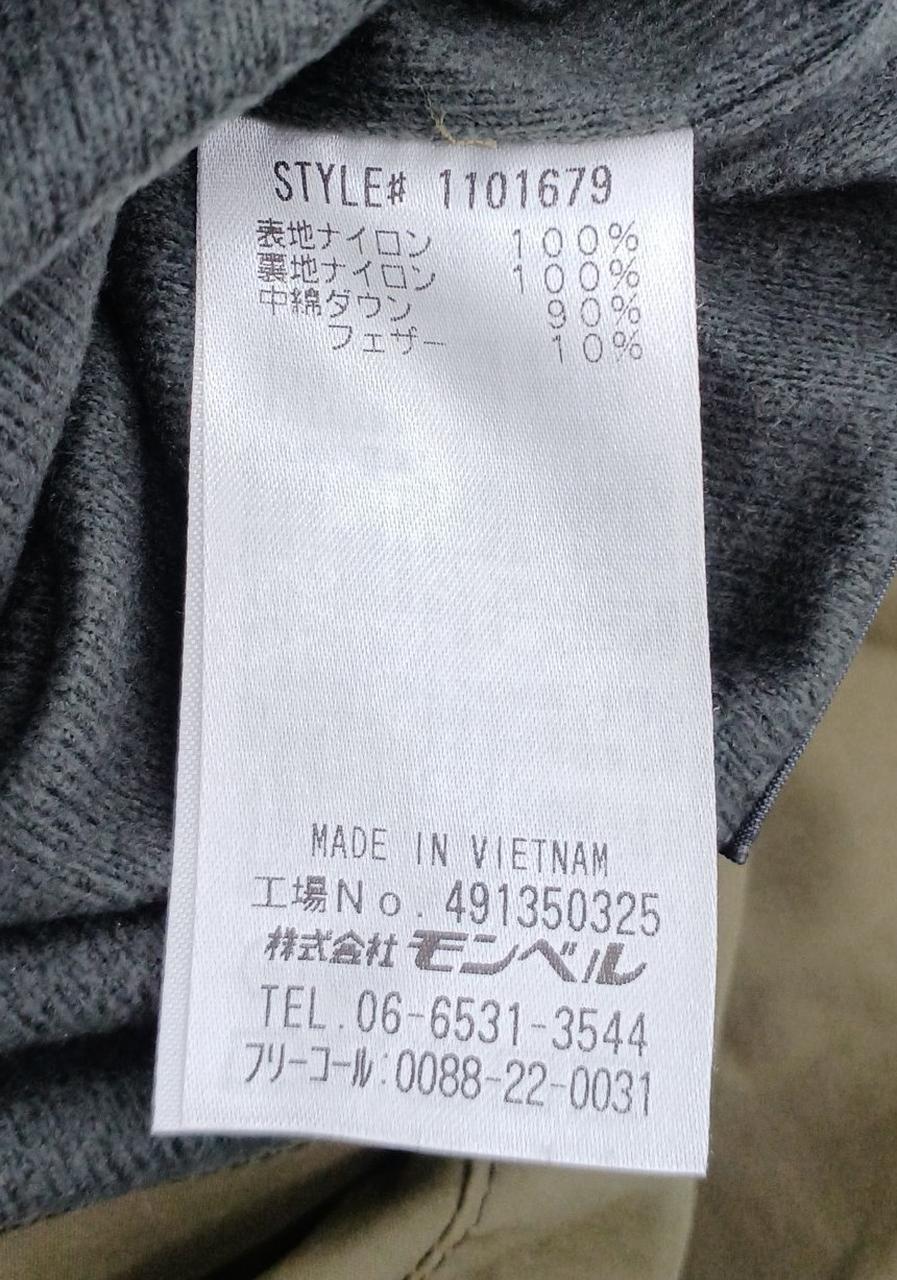 STYLE# 1101679
表地ナイロン 100%
裏地ナイロン 100%
中綿ダウン 90%
フェザー 10%
MADE IN VIETNAM
工場No. 491350325
株式会社モンベル
TEL.06-6531-3544
フリーコール:0088-22-0031